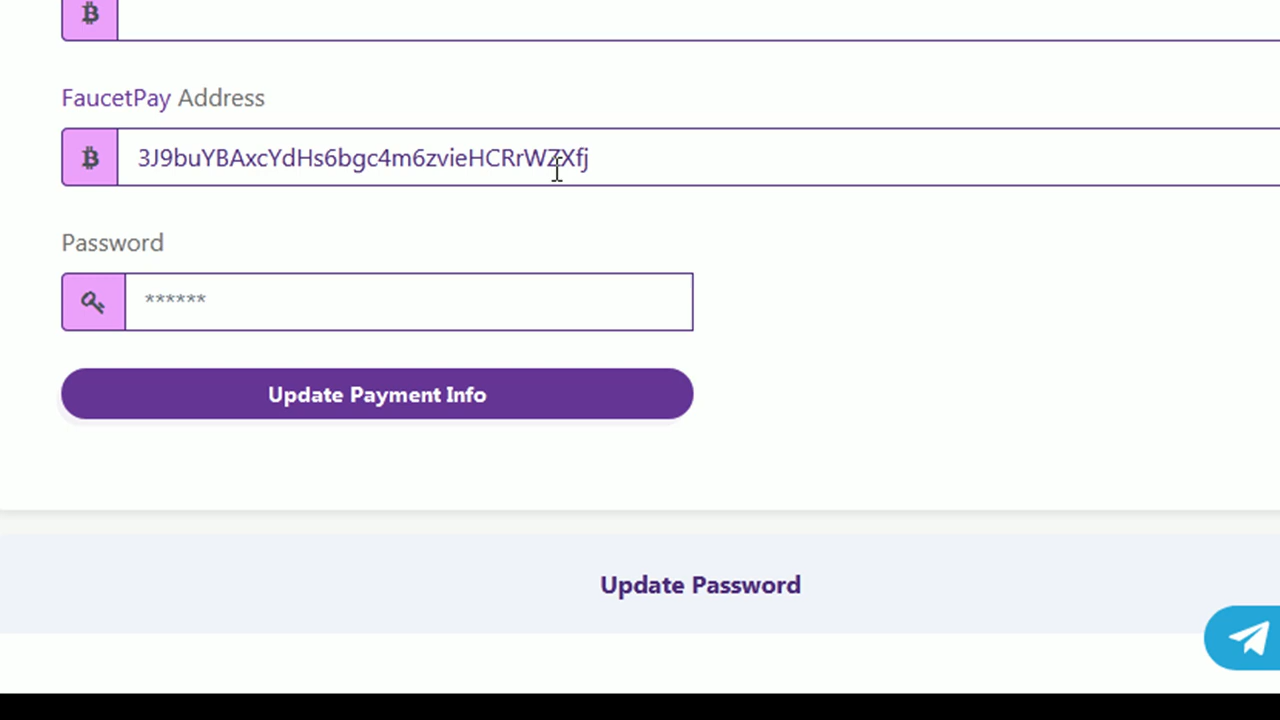 FaucetPay Address
3J9buYBAxcYdHs6bgc4m6zvieHCRrWZXfj
Password
******
Update Payment Info
Update Password